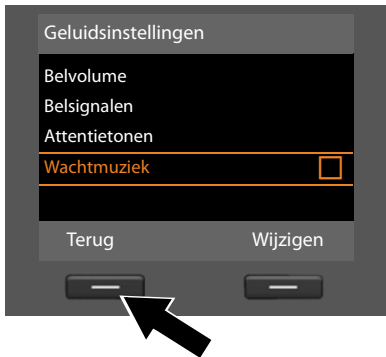 Geluidsinstellingen
Belvolume
Belsignalen
Attentietonen
Wachtmuziek
Terug Wijzigen